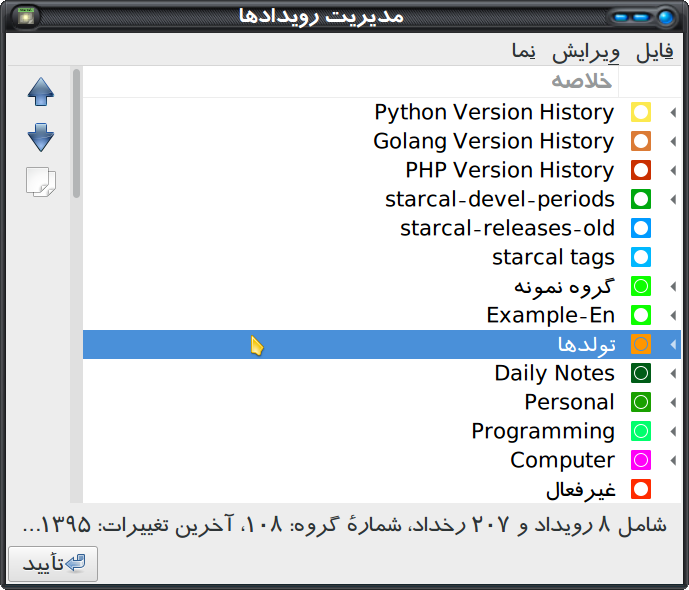 مدیریت رویدادها
فایل ویرایش نما
خلاصه
Python Version History
Golang Version History
PHP Version History
starcal-devel-periods
starcal-releases-old
starcal tags
گروه نمونه
Example-En
تولدها
Daily Notes
Personal
Programming
Computer
غیرفعال
شامل ۸ رویداد و ۲۰۷ رخداد، شمارهٔ گروه: ۱۰۸، آخرین تغییرات: ۱۳۹۵...
تأیید